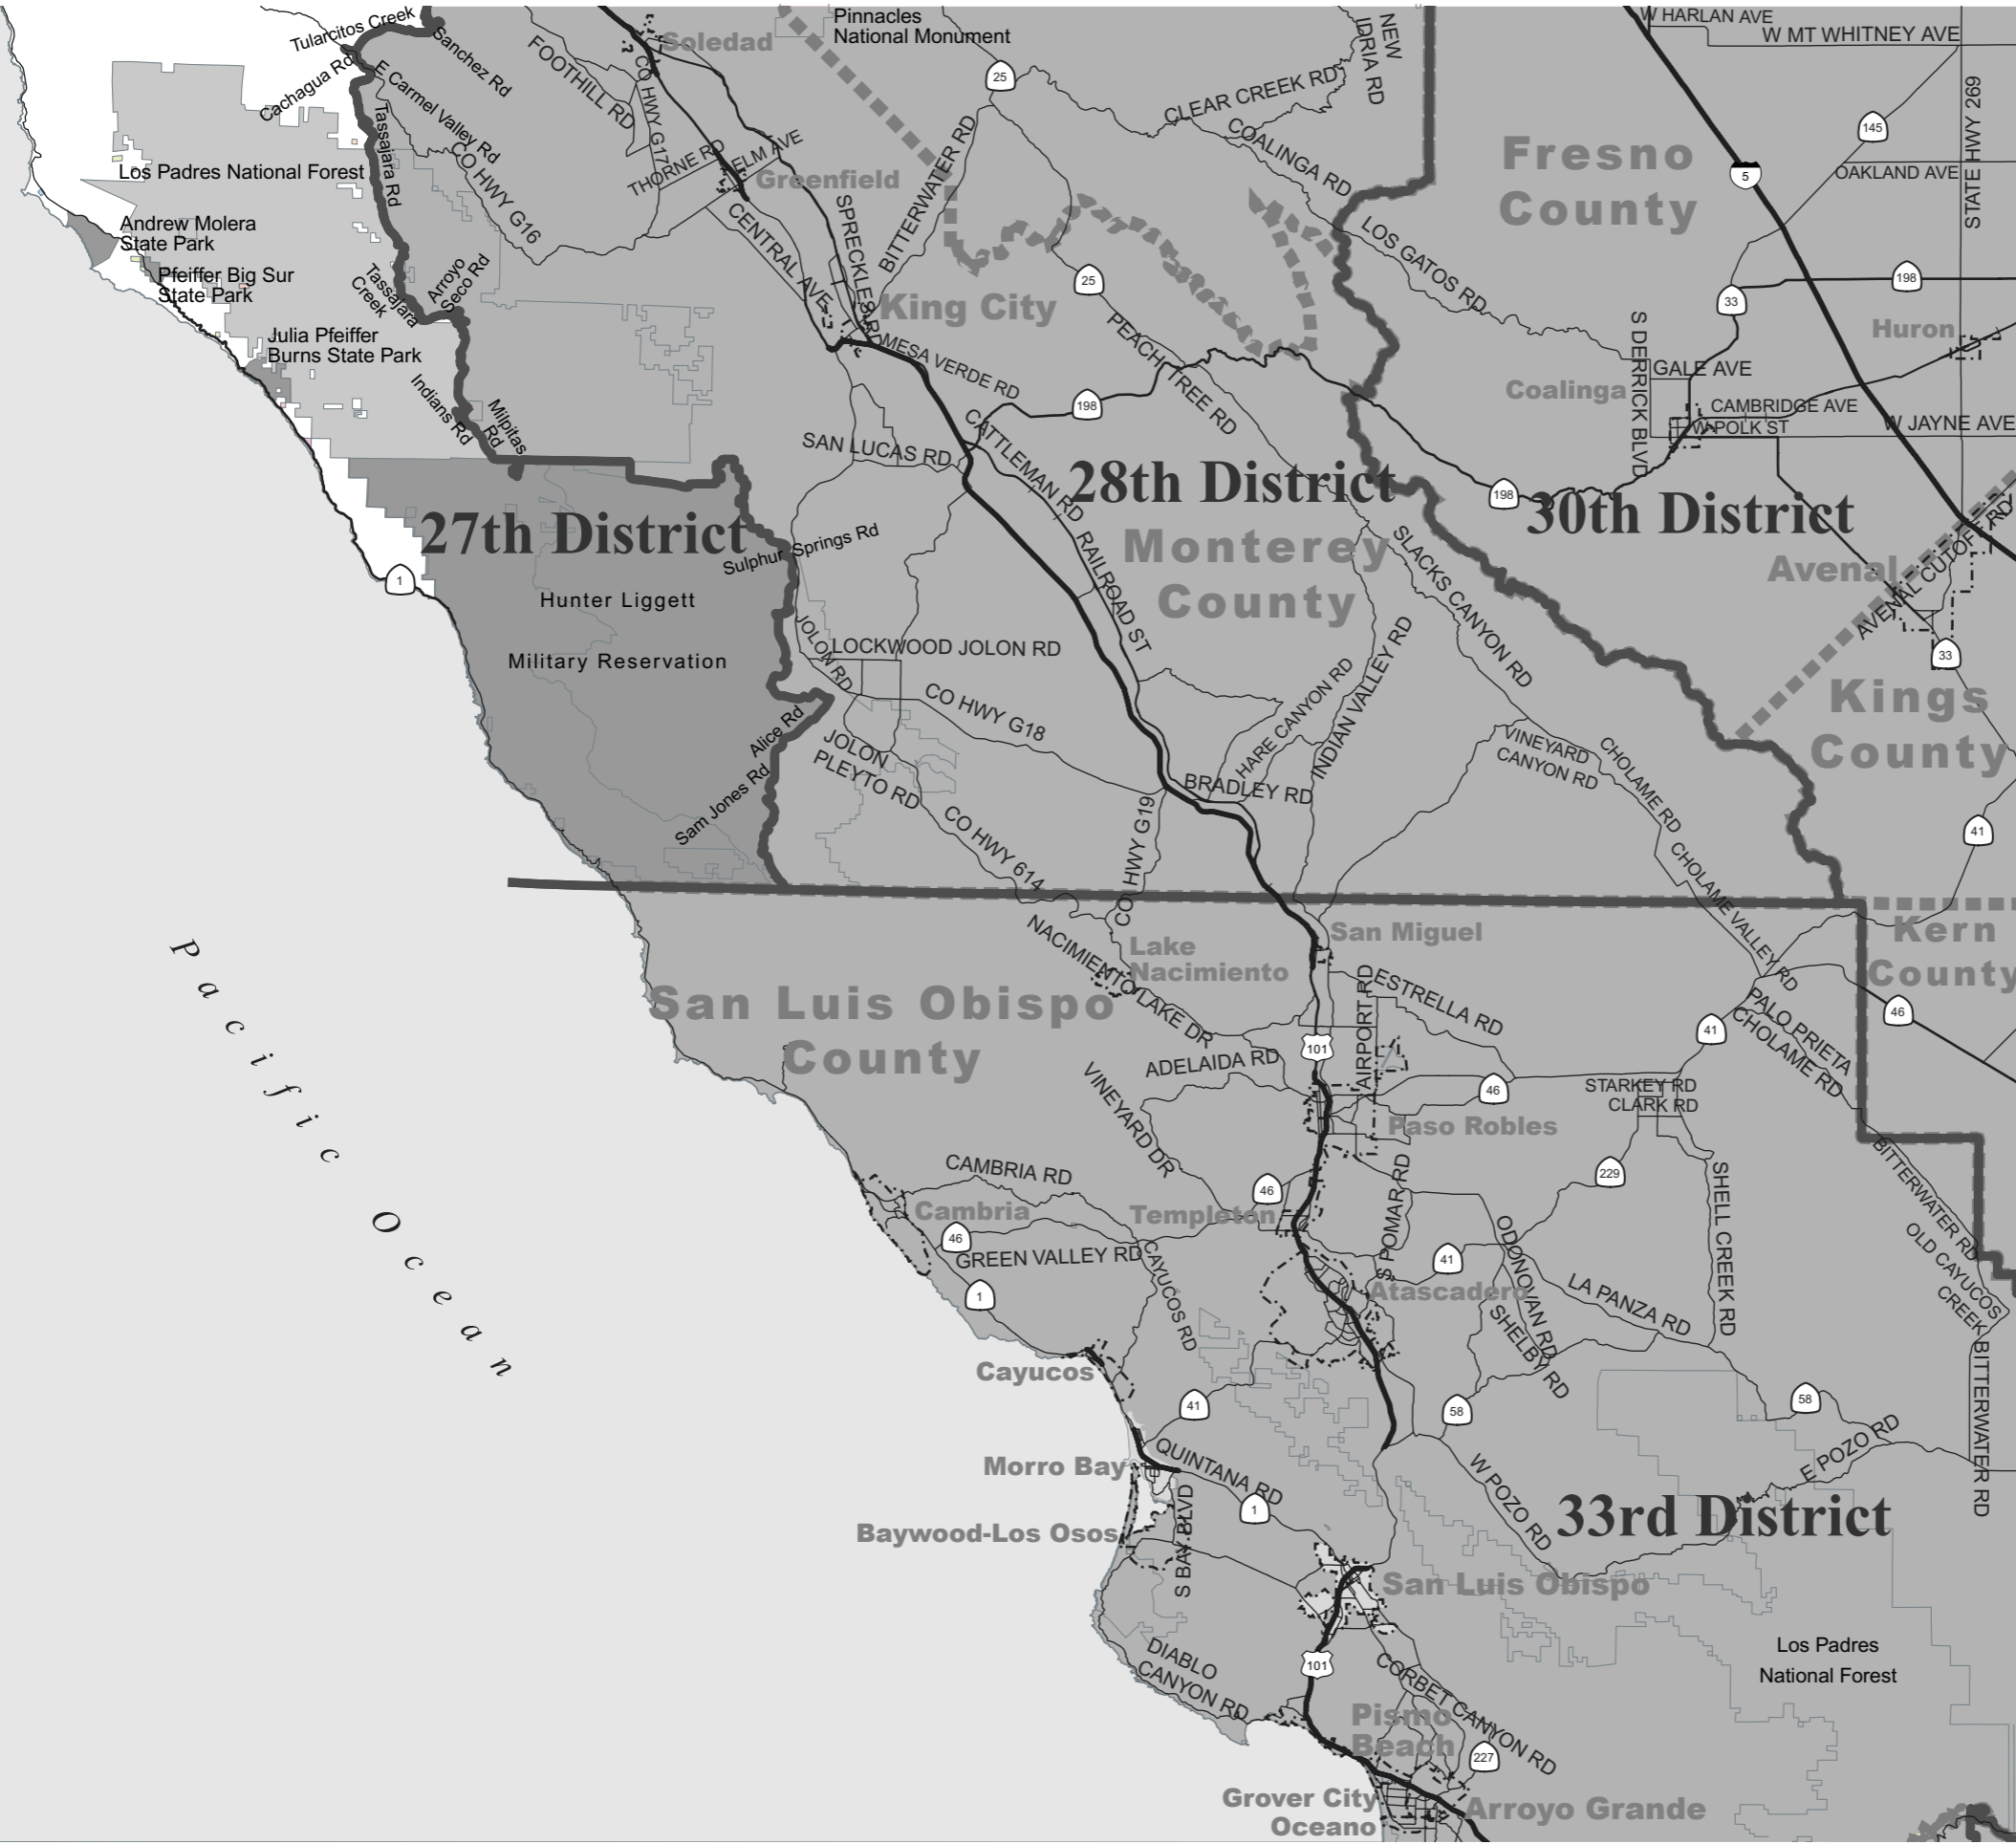 Tularcitos Creek
Sanchez Rd
Cachagua Rd
E Carmel Valley Rd
Tassajara Rd
FOOTHILL RD
CO HWY G17
Soledad
Pinnacles
National Monument
25
CLEAR CREEK RD
NEW
IDRIA RD
W HARLAN AVE
W MT WHITNEY AVE
STATE HWY 269
145
OAKLAND AVE
5
Fresno
County
COALINGA RD
THORNE RD
ELM AVE
Greenfield
BITTERWATER RD
Los Padres National Forest
CO HWY G16
Andrew Molera
State Park
Pfeiffer Big Sur
State Park
Tassajara
Creek
Arroyo
Seco Rd
CENTRAL AVE
SPRECKLES RD
King City
25
LOS GATOS RD
33
198
Huron
Julia Pfeiffer
Burns State Park
Indians Rd
Milpitas
Rd
MESA VERDE RD
PEACH TREE RD
198
Coalinga
S DERRICK BLVD
GALE AVE
CAMBRIDGE AVE
W POLK ST
W JAYNE AVE
SAN LUCAS RD
CATTLEMAN RD
28th District
198
30th District
27th District
Monterey
County
Avenal
AVENAL CUTOFF RD
Sulphur Springs Rd
RAILROAD ST
SLACKS CANYON RD
1
Hunter Liggett
Military Reservation
JOLON RD
LOCKWOOD JOLON RD
33
Kings
County
CO HWY G18
HARE CANYON RD
INDIAN VALLEY RD
Alice Rd
JOLON
PLEYTO RD
Sam Jones Rd
VINEYARD
CANYON RD
CHOLAME RD
BRADLEY RD
CO HWY 614
CO HWY G19
41
CHOLAME VALLEY RD
Pacific Ocean
NACIMIENTO LAKE DR
Lake
Nacimiento
San Miguel
Kern
County
San Luis Obispo
County
ESTRELLA RD
AIRPORT RD
46
41
PALO PRIETA
CHOLAME RD
101
ADELAIDA RD
VINEYARD DR
46
STARKEY RD
CLARK RD
Paso Robles
CAMBRIA RD
Cambria
46
46
Templeton
S POMAR RD
229
SHELL CREEK RD
BITTERWATER RD
GREEN VALLEY RD
CAYUCOS RD
41
ODONOVAN RD
OLD CAYUCOS
CREEK
1
Atascadero
LA PANZA RD
SHELBY RD
Cayucos
41
58
58
BITTERWATER RD
Morro Bay
QUINTANA RD
E POZO RD
W POZO RD
1
33rd District
Baywood-Los Osos
S BAY BLVD
San Luis Obispo
DIABLO
CANYON RD
101
CORBET CANYON RD
Los Padres
National Forest
Pismo
Beach
227
Grover City
Oceano
Arroyo Grande